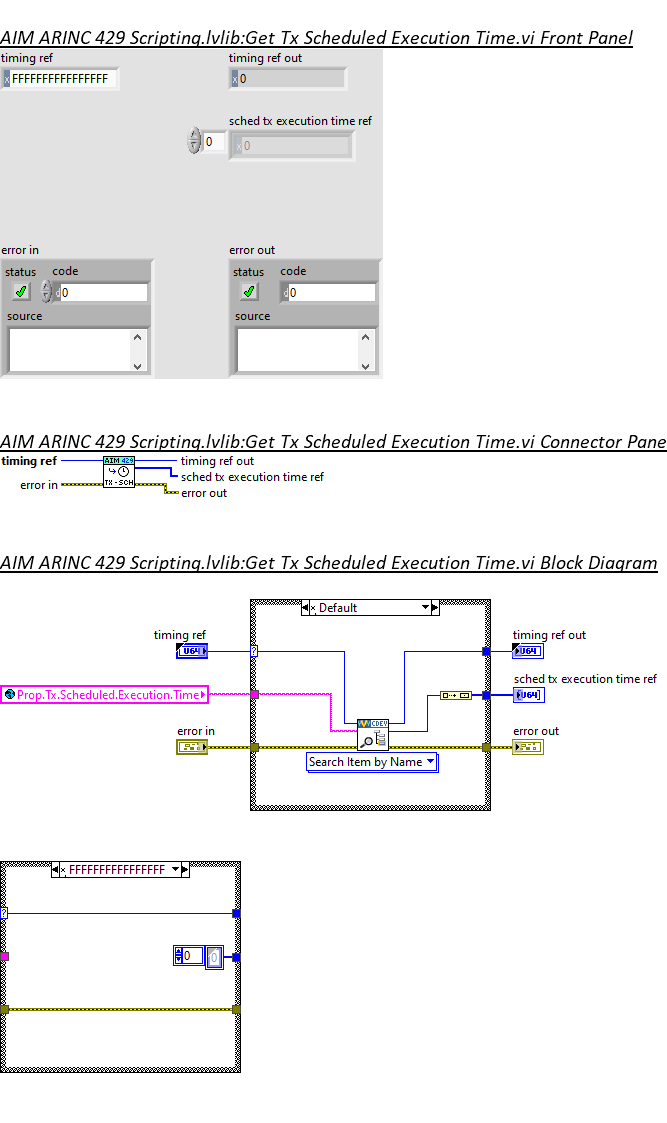 AIM ARINC 429 Scripting.lvlib:Get Tx Scheduled Execution Time.vi Front Panel
timing ref
timing ref out
x FFFFFFFFFFFFFFFF
x 0
sched tx execution time ref
0
x 0
error in
error out
status
code
status
code
d 0
d 0
source
source
AIM ARINC 429 Scripting.lvlib:Get Tx Scheduled Execution Time.vi Connector Pane
timing ref
AIM 429
timing ref out
sched tx execution time ref
error in
TX-SCH
error out
AIM ARINC 429 Scripting.lvlib:Get Tx Scheduled Execution Time.vi Block Diagram
x Default
timing ref
timing ref out
U64
?
U64
sched tx execution time ref
Prop.Tx.Scheduled.Execution.Time
U64
error in
CDEV
error out
Search Item by Name
x FFFFFFFFFFFFFFFF
?
0
0